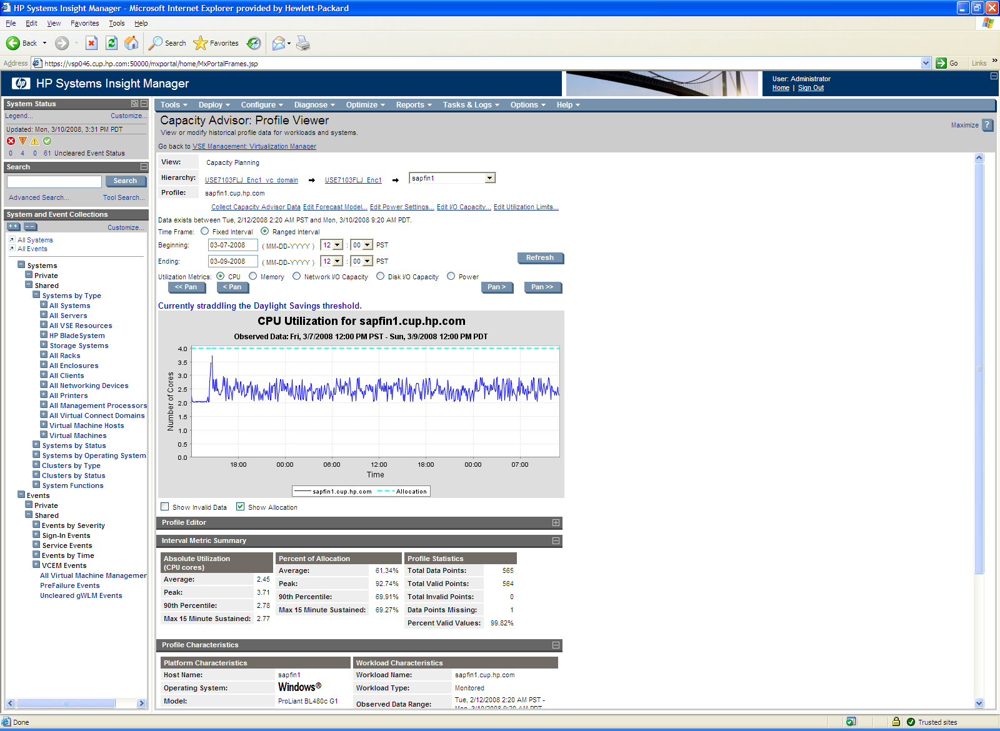 HP Systems Insight Manager - Microsoft Internet Explorer provided by Hewlett-Packard
File Edit View Favorites Tools Help
Back Search Favorites
Address https://vsp046.cup.hp.com:50000/mxportal/home/MxPortalFrames.jsp Go Links »
hp HP Systems Insight Manager
User: Administrator
Home | Sign Out
System Status
Legend... Customize...
Updated: Mon, 3/10/2008, 3:31 PM PDT
0 4 0 61 Uncleared Event Status
Search
Search
Advanced Search... Tool Search...
System and Event Collections
++ -- Customize...
All Systems
All Events
Systems
Private
Shared
Systems by Type
All Systems
All Servers
All VSE Resources
HP BladeSystem
Storage Systems
All Racks
All Enclosures
All Clients
All Networking Devices
All Printers
All Management Processors
All Virtual Connect Domains
Virtual Machine Hosts
Virtual Machines
Systems by Status
Systems by Operating System
Clusters by Type
Clusters by Status
System Functions
Events
Private
Shared
Events by Severity
Sign-In Events
Service Events
Events by Time
VCEM Events
All Virtual Machine Managemen
PreFailure Events
Uncleared gWLM Events
Tools Deploy Configure Diagnose Optimize Reports Tasks & Logs Options Help
Capacity Advisor: Profile Viewer
View or modify historical profile data for workloads and systems.
Maximize ?
Go back to VSE Management: Virtualization Manager
View: Capacity Planning
Hierarchy: USE7103FLJ_Enc1_vc_domain USE7103FLJ_Enc1 sapfin1
Profile: sapfin1.cup.hp.com
Collect Capacity Advisor Data Edit Forecast Model... Edit Power Settings... Edit I/O Capacity... Edit Utilization Limits...
Data exists between Tue, 2/12/2008 2:20 AM PST and Mon, 3/10/2008 9:20 AM PDT.
Time Frame: Fixed Interval Ranged Interval
Beginning: 03-07-2008 ( MM-DD-YYYY ) 12 : 00 PST
Ending: 03-09-2008 ( MM-DD-YYYY ) 12 : 00 PST
Refresh
Utilization Metrics: CPU Memory Network I/O Capacity Disk I/O Capacity Power
<< Pan < Pan Pan > Pan >>
Currently straddling the Daylight Savings threshold.
CPU Utilization for sapfin1.cup.hp.com
Observed Data: Fri, 3/7/2008 12:00 PM PST - Sun, 3/9/2008 12:00 PM PDT
Number of Cores
4.0
3.5
3.0
2.5
2.0
1.5
1.0
0.5
0.0
18:00 00:00 06:00 12:00 18:00 00:00 07:00
Time
sapfin1.cup.hp.com Allocation
Show Invalid Data Show Allocation
Profile Editor
Interval Metric Summary
Absolute Utilization (CPU cores)
Average: 2.45
Peak: 3.71
90th Percentile: 2.78
Max 15 Minute Sustained: 2.77
Percent of Allocation
Average: 61.34%
Peak: 92.74%
90th Percentile: 69.91%
Max 15 Minute Sustained: 69.27%
Profile Statistics
Total Data Points: 565
Total Valid Points: 564
Total Invalid Points: 0
Data Points Missing: 1
Percent Valid Values: 99.82%
Profile Characteristics
Platform Characteristics
Host Name: sapfin1
Operating System: Windows®
Model: ProLiant BL480c G1
Workload Characteristics
Workload Name: sapfin1.cup.hp.com
Workload Type: Monitored
Observed Data Range: Tue, 2/12/2008 2:20 AM PST -
Mon, 3/10/2008 9:20 AM PDT
Done Trusted sites